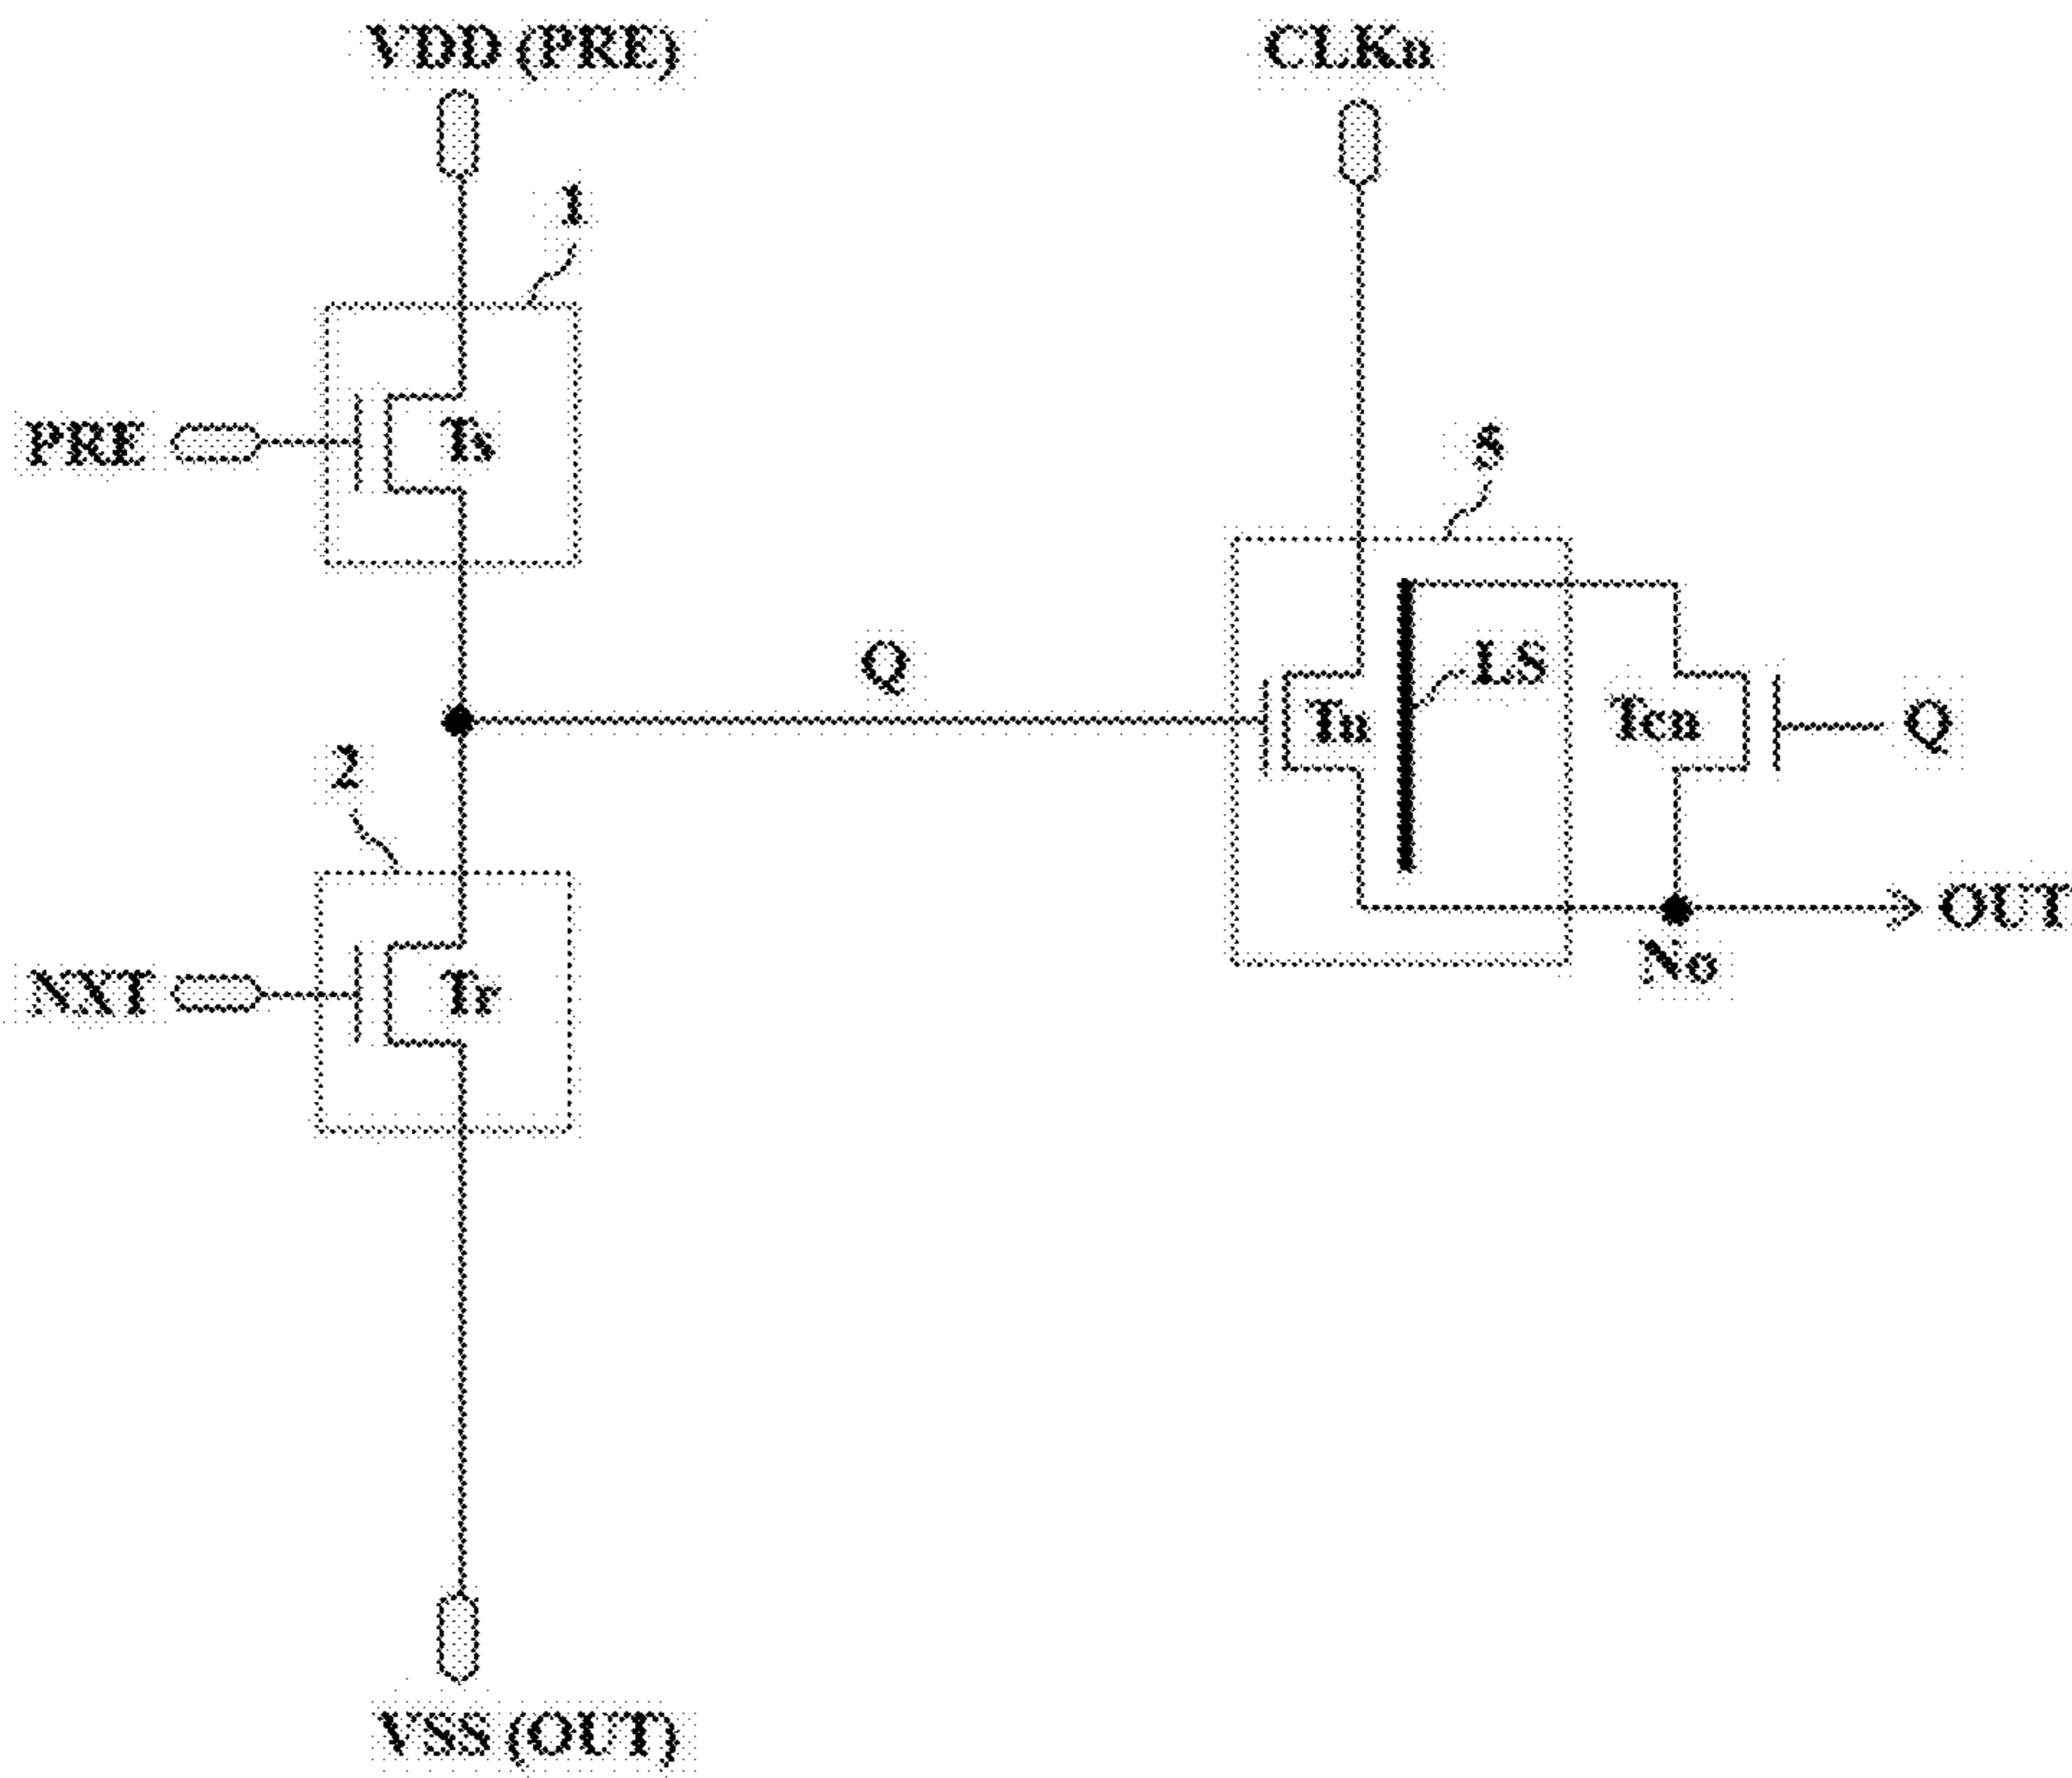 VDD (PRE)
CLKn
1
PRE
Ts
5
Q
LS
Tn
Tcn
Q
2
OUT
No
NXT
Tr
VSS (OUT)